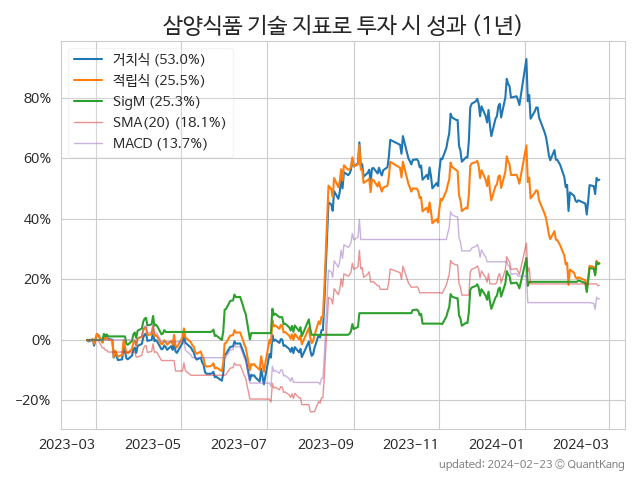 삼양식품 기술 지표로 투자 시 성과 (1년)
거치식 (53.0%)
적립식 (25.5%)
SigM (25.3%)
SMA(20) (18.1%)
MACD (13.7%)
80%
60%
40%
20%
0%
−20%
2023-03 2023-05 2023-07 2023-09 2023-11 2024-01 2024-03
updated: 2024-02-23 © QuantKang